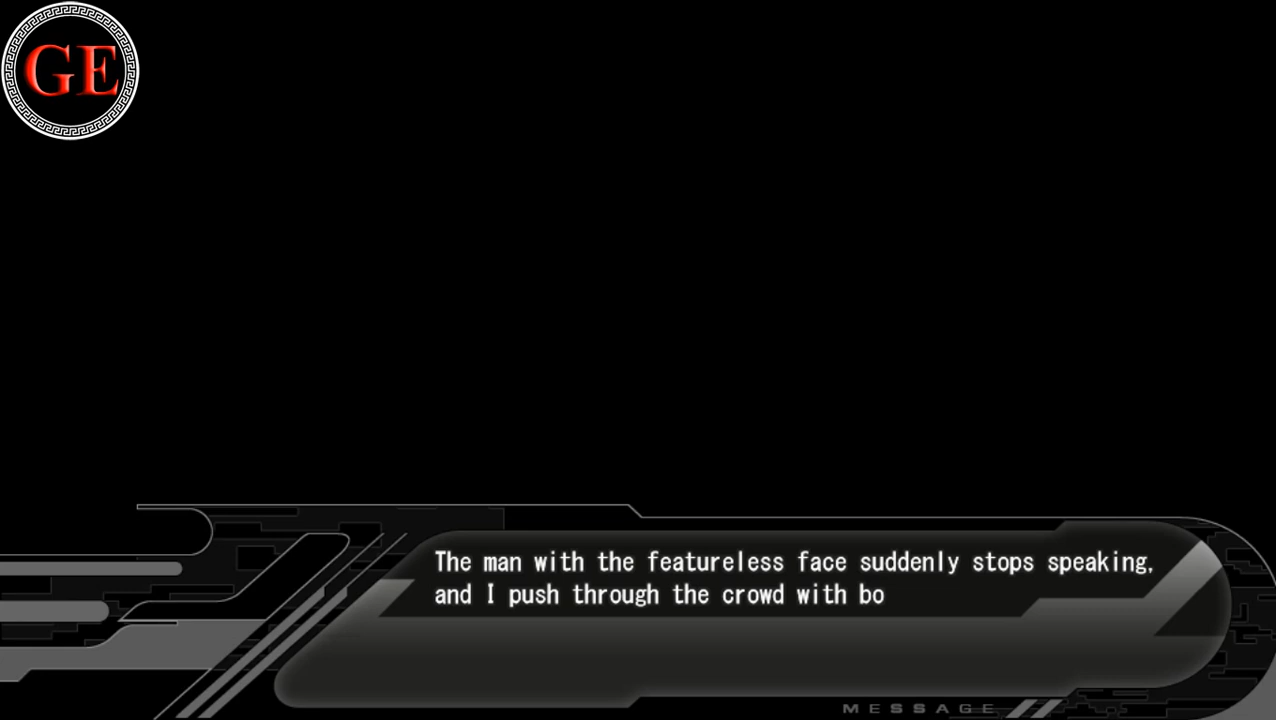 GE
The man with the featureless face suddenly stops speaking,
and I push through the crowd with bo
MESSAGE